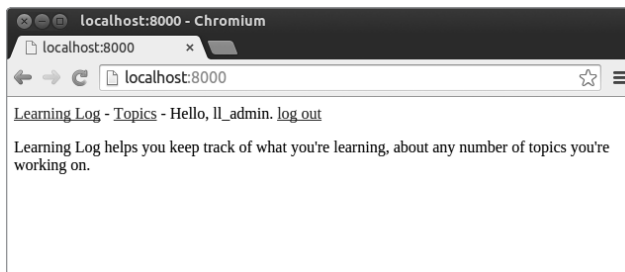 localhost:8000 - Chromium
localhost:8000
localhost:8000
Learning Log - Topics - Hello, ll_admin. log out
Learning Log helps you keep track of what you're learning, about any number of topics you're
working on.